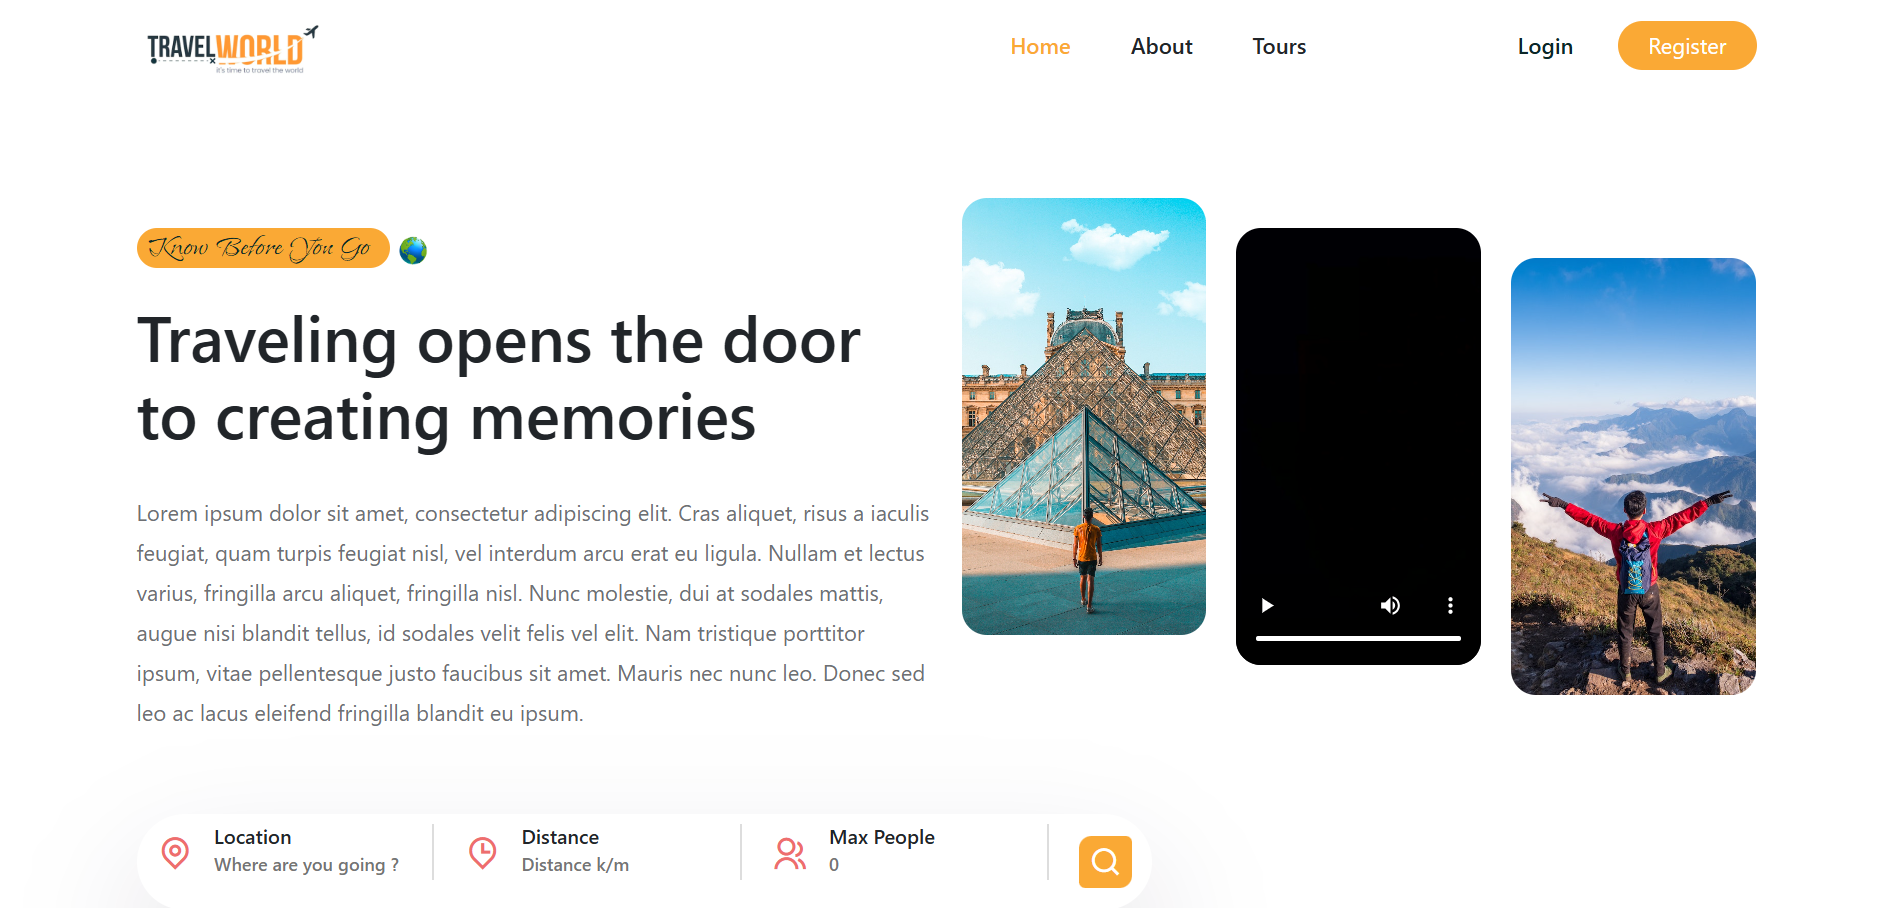 TRAVELWORLD
it's time to travel the world
Home
About
Tours
Login
Register
Know Before You Go
Traveling opens the door
to creating memories
Lorem ipsum dolor sit amet, consectetur adipiscing elit. Cras aliquet, risus a iaculis
feugiat, quam turpis feugiat nisl, vel interdum arcu erat eu ligula. Nullam et lectus
varius, fringilla arcu aliquet, fringilla nisl. Nunc molestie, dui at sodales mattis,
augue nisi blandit tellus, id sodales velit felis vel elit. Nam tristique porttitor
ipsum, vitae pellentesque justo faucibus sit amet. Mauris nec nunc leo. Donec sed
leo ac lacus eleifend fringilla blandit eu ipsum.
Location
Where are you going ?
Distance
Distance k/m
Max People
0